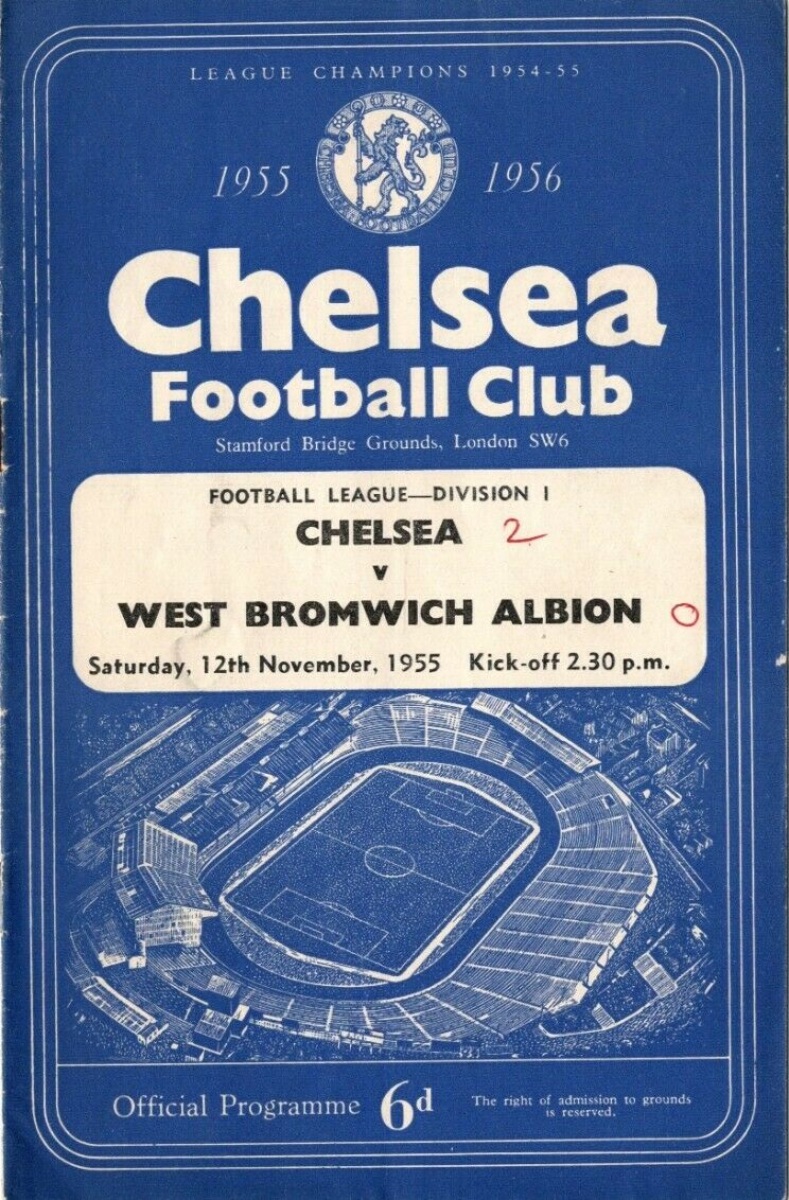 LEAGUE CHAMPIONS 1954-55
1955 1956
Chelsea
Football Club
Stamford Bridge Grounds, London SW6
FOOTBALL LEAGUE—DIVISION I
CHELSEA 2
v
WEST BROMWICH ALBION 0
Saturday, 12th November, 1955 Kick-off 2.30 p.m.
Official Programme 6d
The right of admission to grounds
is reserved.